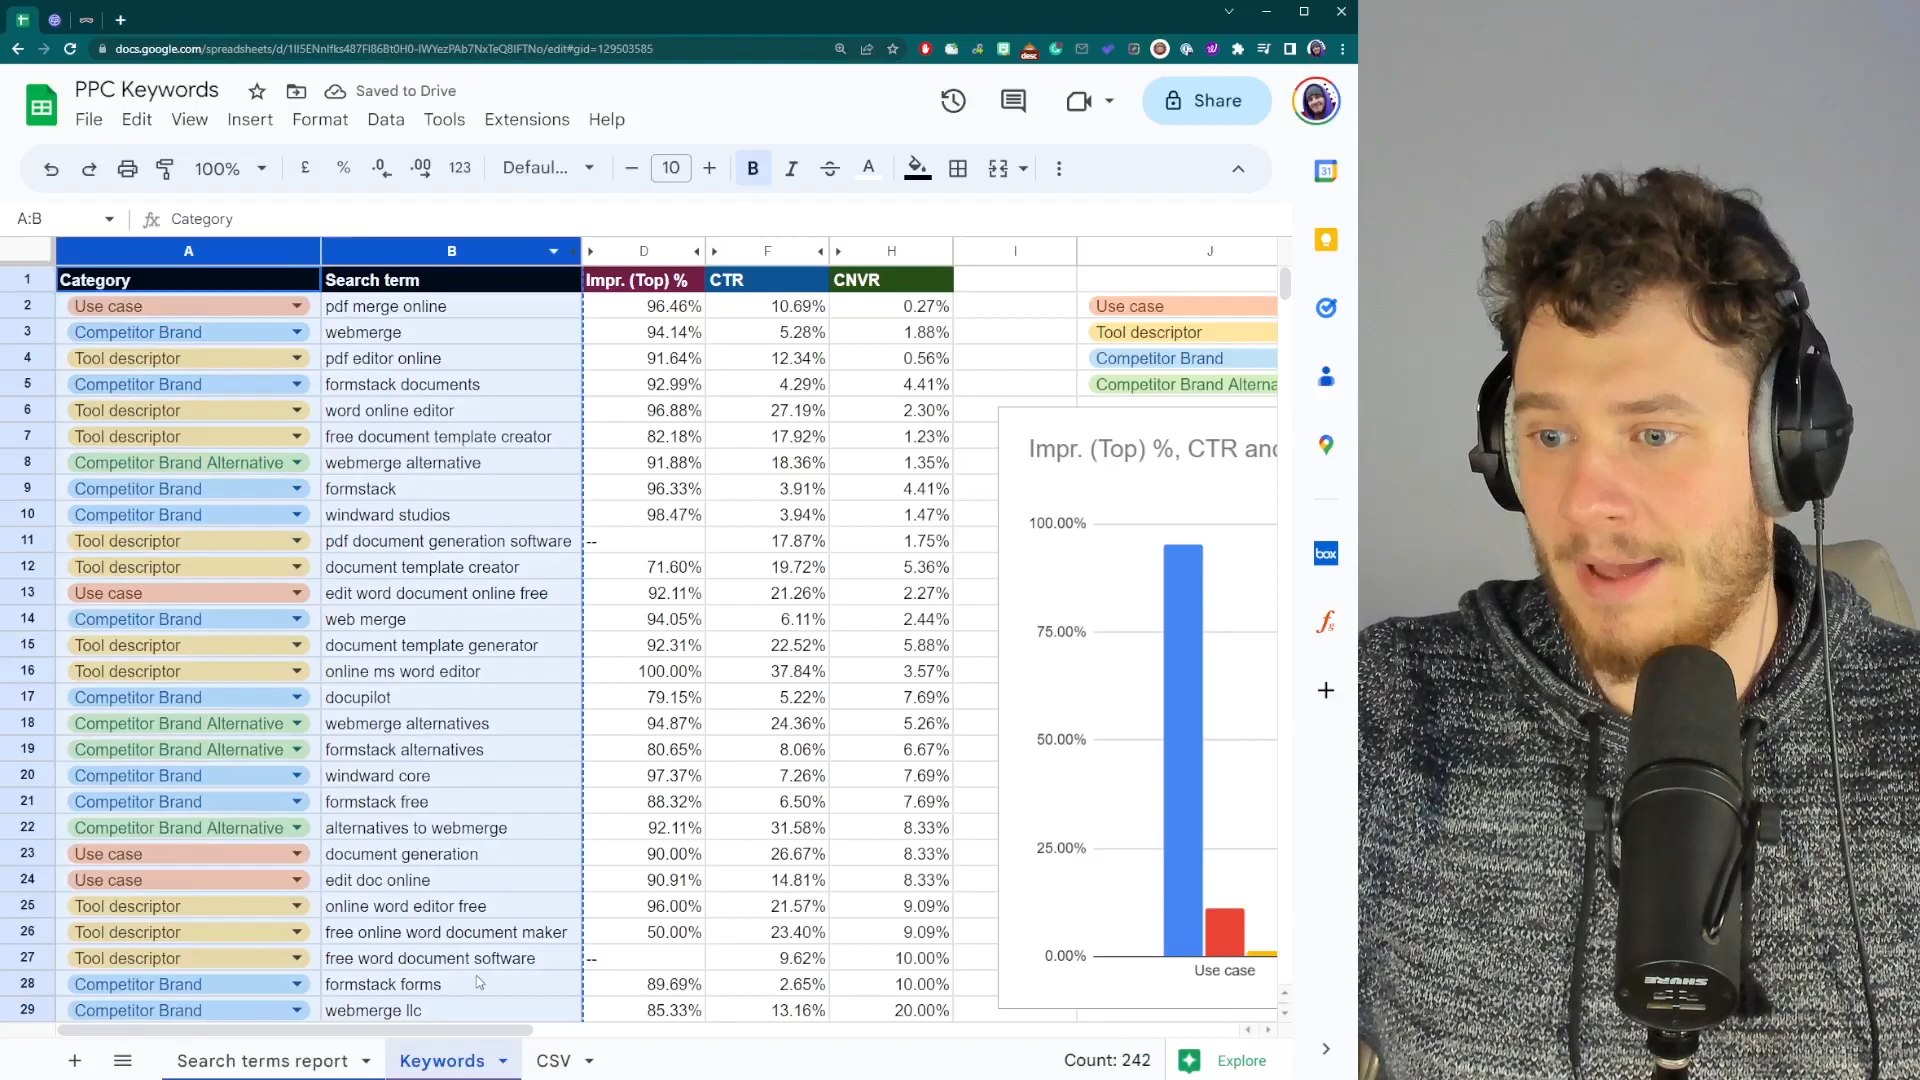 docs.google.com/spreadsheets/d/1II5ENnIfks487FI86Bt0H0-IWYezPAb7NxTeQ8IFTNo/edit#gid=129503585
desc
PPC Keywords
Saved to Drive
File Edit View Insert Format Data Tools Extensions Help
Share
100% £ % .0 .00 123 Defaul... 10 B I A
31
A:B fx Category
A B D F H I J
1 Category Search term Impr. (Top) % CTR CNVR
2 Use case pdf merge online 96.46% 10.69% 0.27% Use case
3 Competitor Brand webmerge 94.14% 5.28% 1.88% Tool descriptor
4 Tool descriptor pdf editor online 91.64% 12.34% 0.56% Competitor Brand
5 Competitor Brand formstack documents 92.99% 4.29% 4.41% Competitor Brand Alterna
6 Tool descriptor word online editor 96.88% 27.19% 2.30%
7 Tool descriptor free document template creator 82.18% 17.92% 1.23%
8 Competitor Brand Alternative webmerge alternative 91.88% 18.36% 1.35%
9 Competitor Brand formstack 96.33% 3.91% 4.41%
10 Competitor Brand windward studios 98.47% 3.94% 1.47%
11 Tool descriptor pdf document generation software -- 17.87% 1.75%
12 Tool descriptor document template creator 71.60% 19.72% 5.36%
13 Use case edit word document online free 92.11% 21.26% 2.27%
14 Competitor Brand web merge 94.05% 6.11% 2.44%
15 Tool descriptor document template generator 92.31% 22.52% 5.88%
16 Tool descriptor online ms word editor 100.00% 37.84% 3.57%
17 Competitor Brand docupilot 79.15% 5.22% 7.69%
18 Competitor Brand Alternative webmerge alternatives 94.87% 24.36% 5.26%
19 Competitor Brand Alternative formstack alternatives 80.65% 8.06% 6.67%
20 Competitor Brand windward core 97.37% 7.26% 7.69%
21 Competitor Brand formstack free 88.32% 6.50% 7.69%
22 Competitor Brand Alternative alternatives to webmerge 92.11% 31.58% 8.33%
23 Use case document generation 90.00% 26.67% 8.33%
24 Use case edit doc online 90.91% 14.81% 8.33%
25 Tool descriptor online word editor free 96.00% 21.57% 9.09%
26 Tool descriptor free online word document maker 50.00% 23.40% 9.09%
27 Tool descriptor free word document software -- 9.62% 10.00%
28 Competitor Brand formstack forms 89.69% 2.65% 10.00%
29 Competitor Brand webmerge llc 85.33% 13.16% 20.00%
Impr. (Top) %, CTR and
100.00%
75.00%
50.00%
25.00%
0.00%
Use case
box
Search terms report Keywords CSV Count: 242 Explore
SHURE